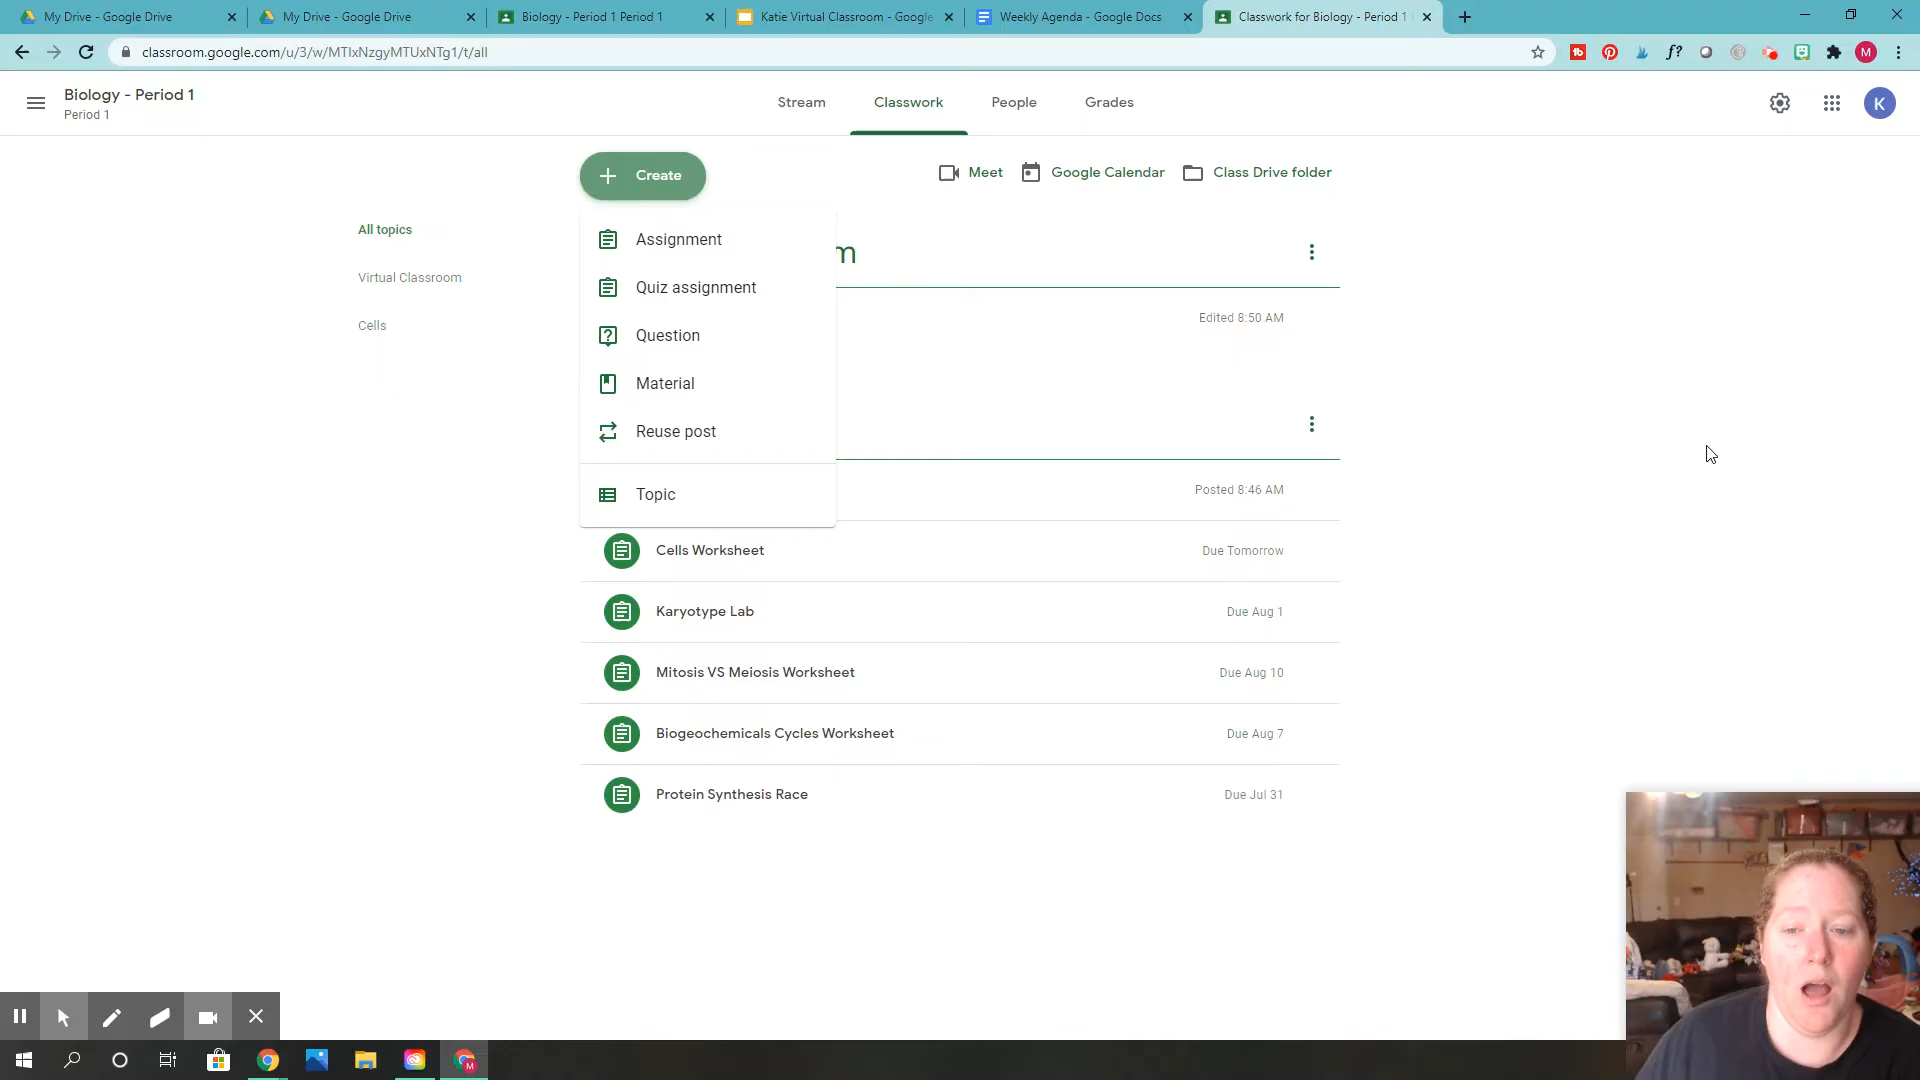 My Drive - Google Drive
My Drive - Google Drive
Biology - Period 1 Period 1
Katie Virtual Classroom - Google
Weekly Agenda - Google Docs
Classwork for Biology - Period 1
classroom.google.com/u/3/w/MTIxNzgyMTUxNTg1/t/all
f?
M
Biology - Period 1
Period 1
Stream
Classwork
People
Grades
K
Create
Meet
Google Calendar
Class Drive folder
All topics
Virtual Classroom
Cells
Assignment
Quiz assignment
Question
Material
Reuse post
Topic
m
Edited 8:50 AM
Posted 8:46 AM
Cells Worksheet
Due Tomorrow
Karyotype Lab
Due Aug 1
Mitosis VS Meiosis Worksheet
Due Aug 10
Biogeochemicals Cycles Worksheet
Due Aug 7
Protein Synthesis Race
Due Jul 31
M